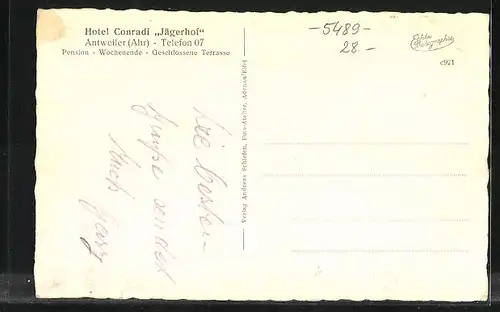 Hotel Conradi „Jägerhof“
Antweiler (Ahr) - Telefon 07
Pension - Wochenende - Geschlossene Terrasse
-5489-
28.-
Echte
Photographie
c921
Verlag Andreas Schiefen, Foto-Atelier, Adenau/Eifel
Die besten
Grüße sendet